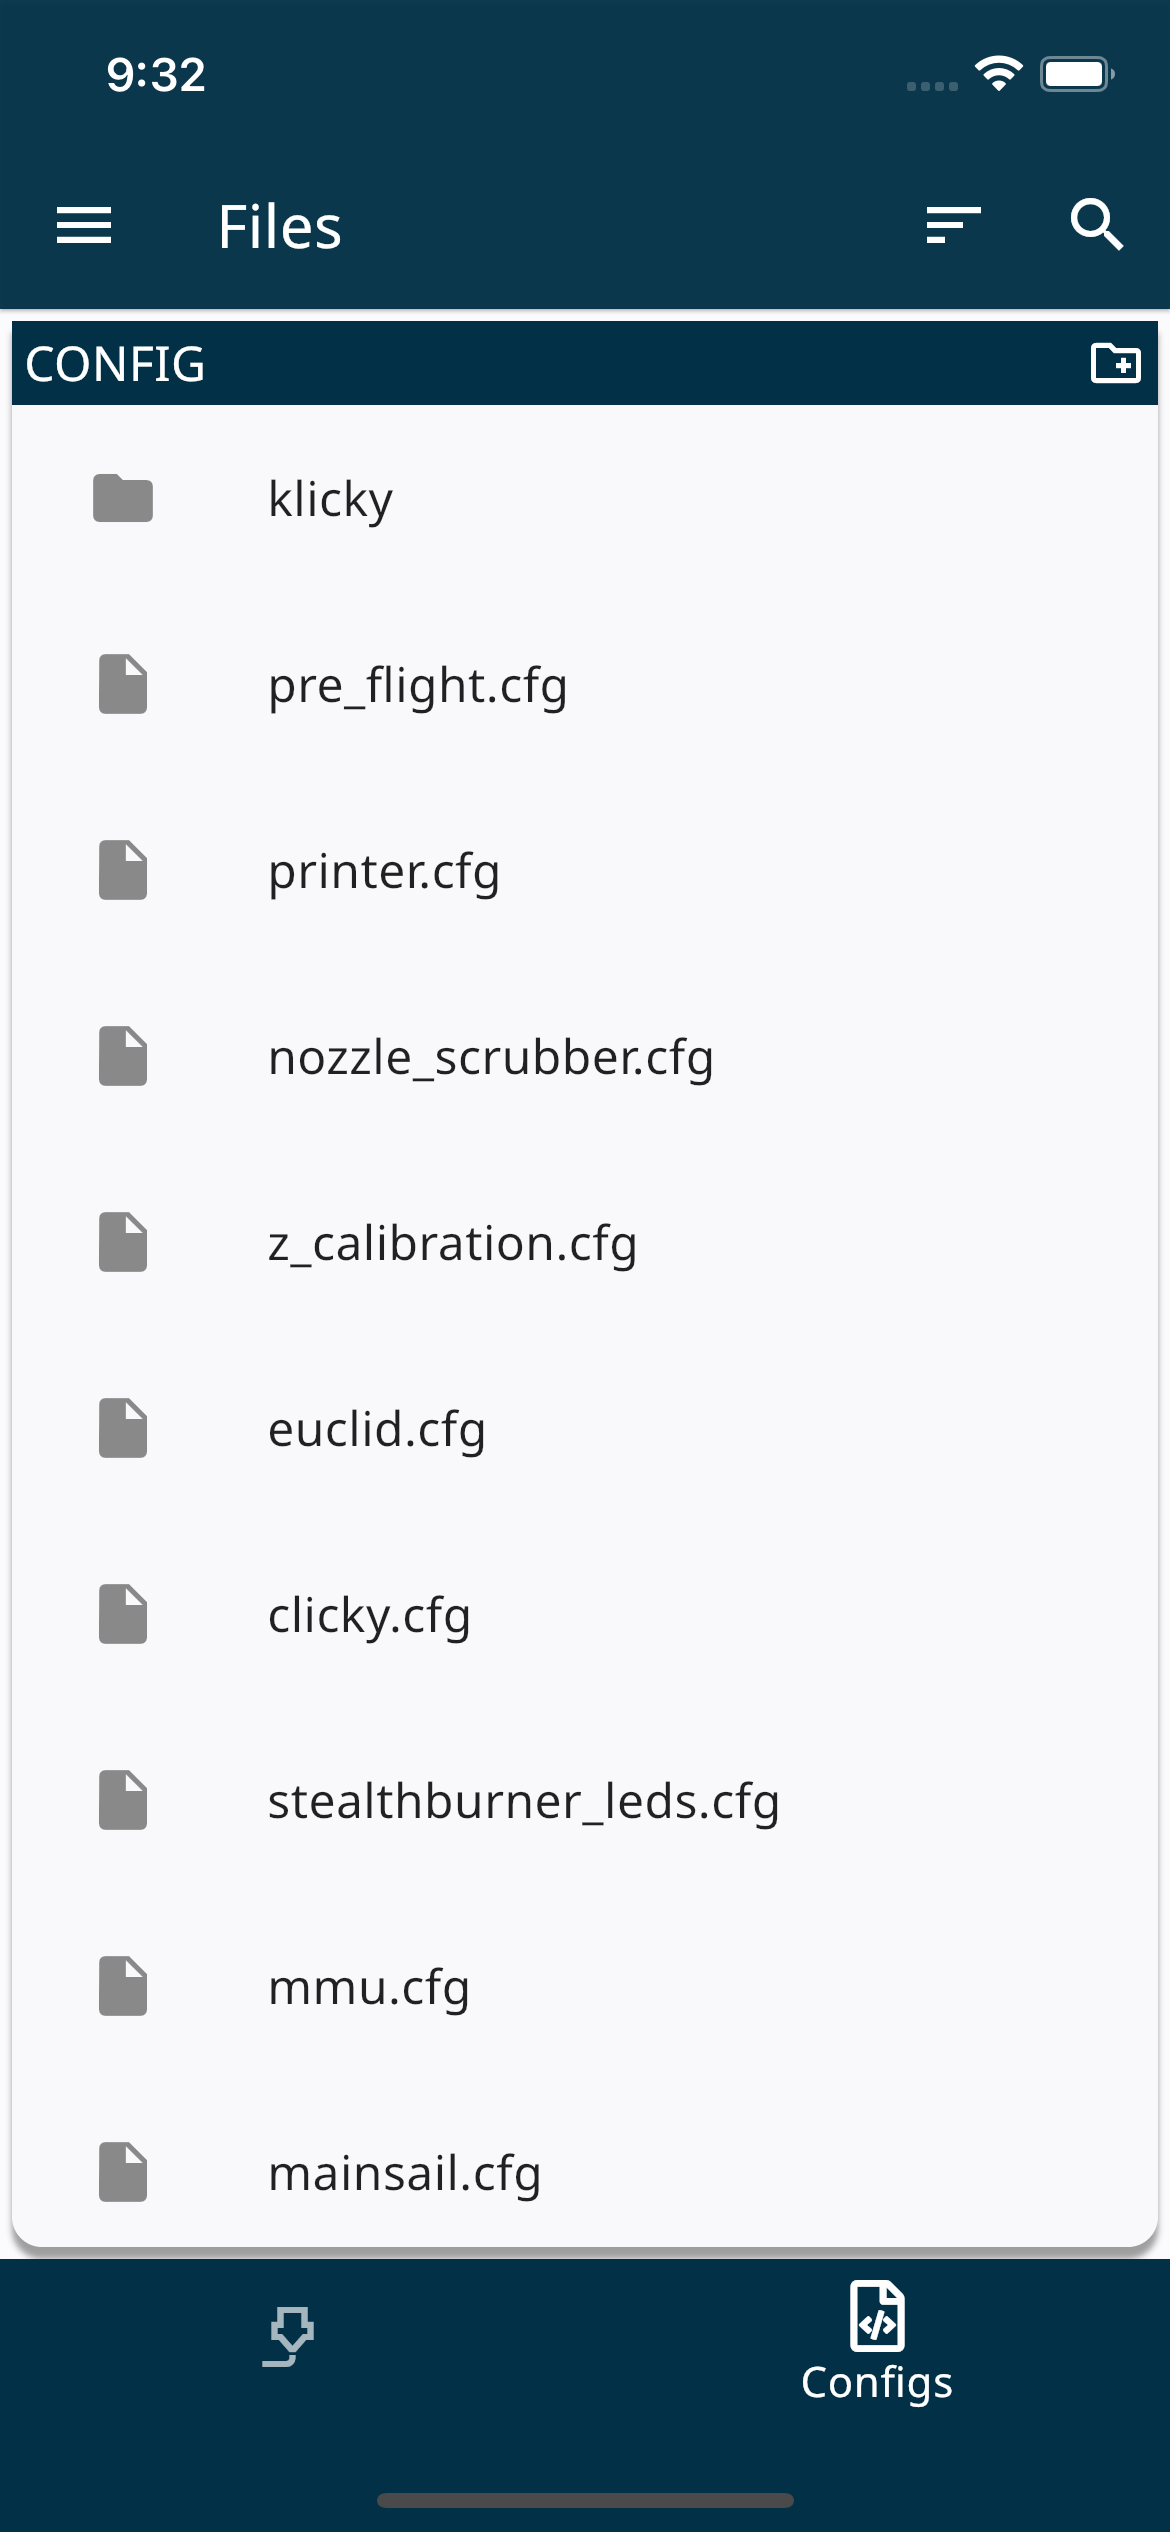 9:32
Files
CONFIG
klicky
pre_flight.cfg
printer.cfg
nozzle_scrubber.cfg
z_calibration.cfg
euclid.cfg
clicky.cfg
stealthburner_leds.cfg
mmu.cfg
mainsail.cfg
Configs